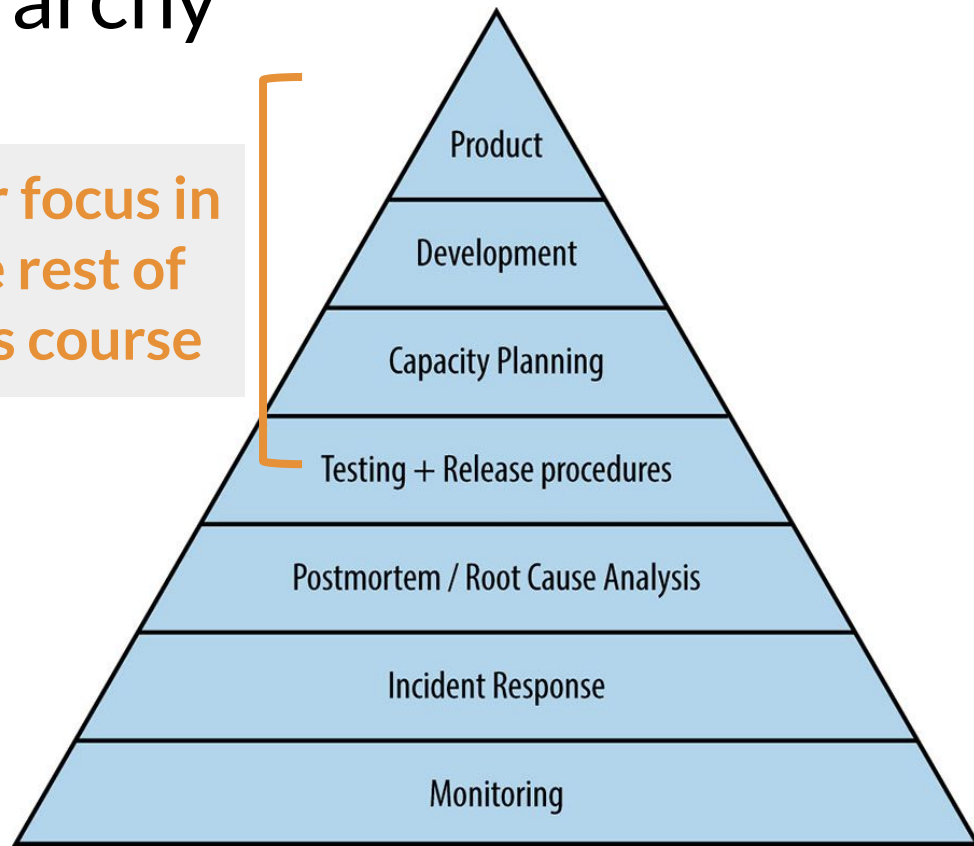 archy
r focus in
e rest of
s course
Product
Development
Capacity Planning
Testing + Release procedures
Postmortem / Root Cause Analysis
Incident Response
Monitoring